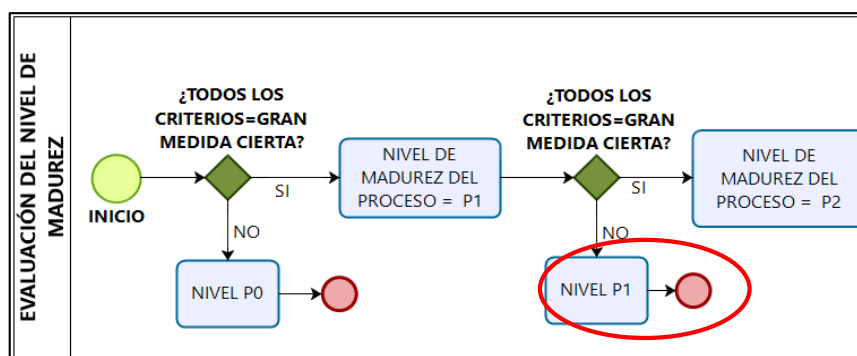 EVALUACIÓN DEL NIVEL DE
MADUREZ
INICIO
¿TODOS LOS
CRITERIOS=GRAN
MEDIDA CIERTA?
SI
NO
NIVEL P0
NIVEL DE
MADUREZ DEL
PROCESO = P1
¿TODOS LOS
CRITERIOS=GRAN
MEDIDA CIERTA?
SI
NO
NIVEL P1
NIVEL DE
MADUREZ DEL
PROCESO = P2